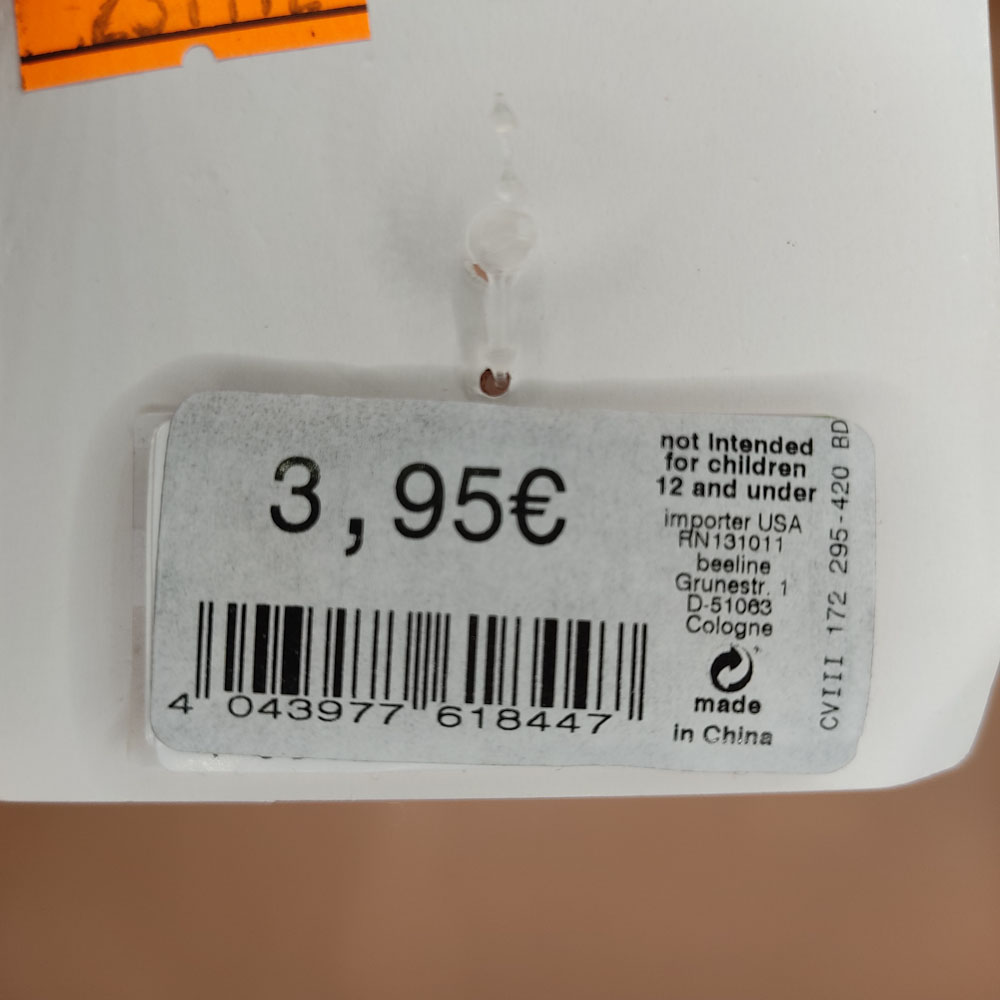 3,95€
4 043977 618447
not Intended
for children
12 and under
importer USA
RN131011
beeline
Grunestr. 1
D-51063
Cologne
made
in China
CVIII 172 295-420 BD